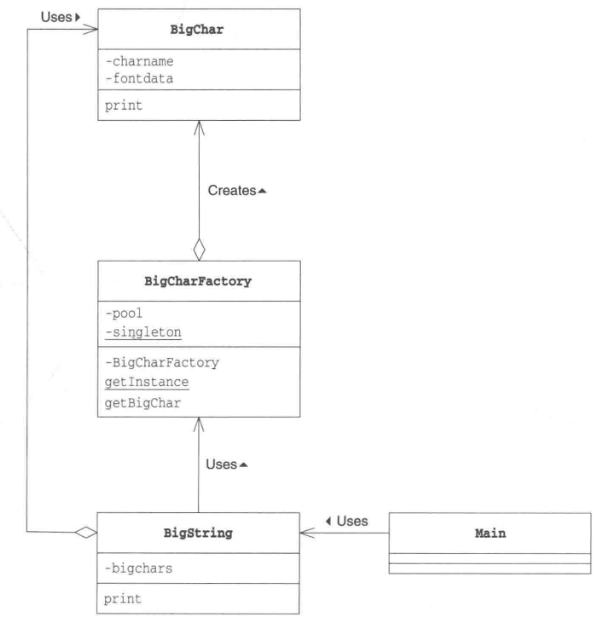 Uses▶
BigChar
-charname
-fontdata
print
Creates▲
BigCharFactory
-pool
-singleton
-BigCharFactory
getInstance
getBigChar
Uses▲
BigString
-bigchars
print
◀ Uses
Main